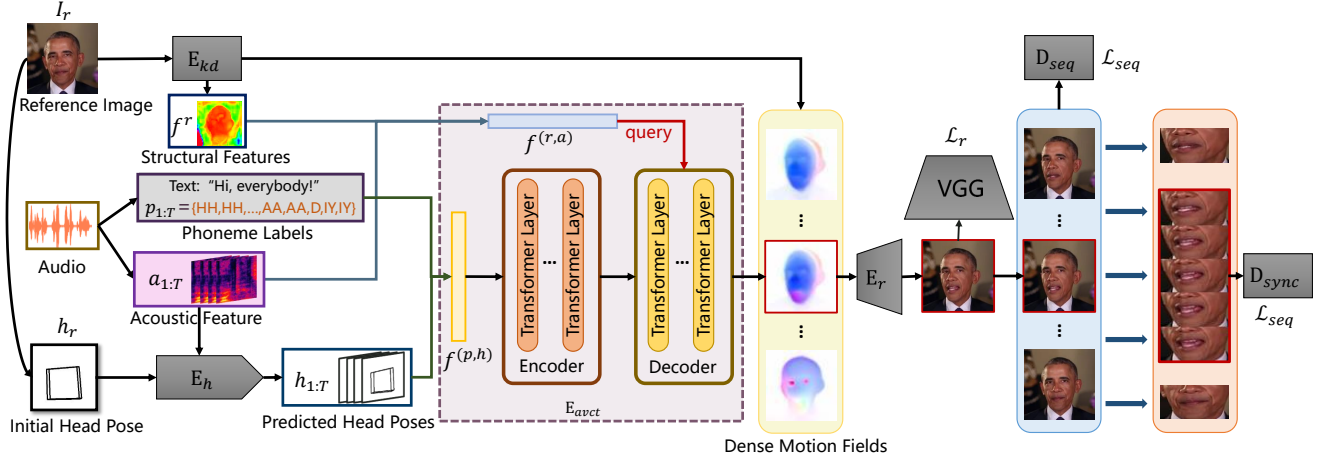 I_r
Reference Image
E_kd
f^r
Structural Features
Text: "Hi, everybody!"
p_1:T = {HH,HH,...,AA,AA,D,IY,IY}
Phoneme Labels
Audio
a_1:T
Acoustic Feature
h_r
Initial Head Pose
E_h
h_1:T
Predicted Head Poses
f^(r,a)
query
f^(p,h)
Transformer Layer
...
Transformer Layer
Encoder
Transformer Layer
...
Transformer Layer
Decoder
E_avct
...
...
Dense Motion Fields
E_r
L_r
VGG
D_seq
L_seq
...
...
D_sync
L_seq